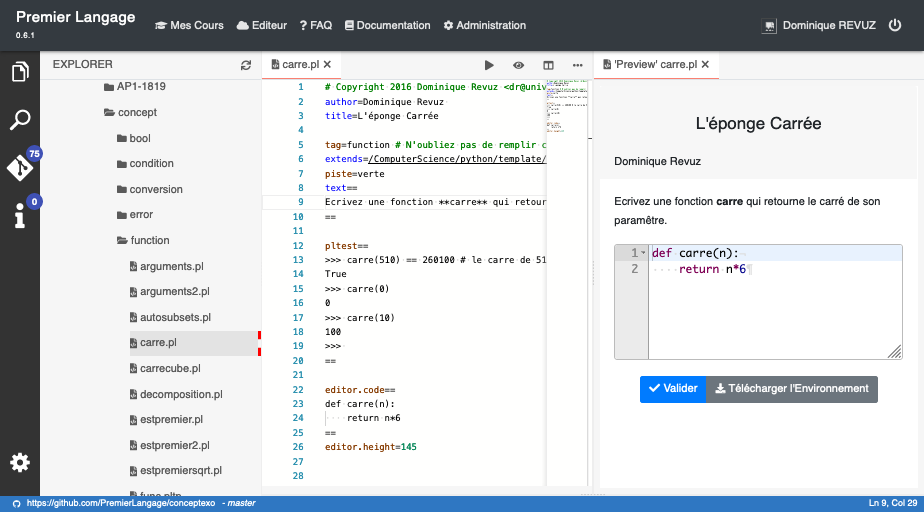 Premier Langage
0.6.1
Mes Cours
Editeur
FAQ
Documentation
Administration
Dominique REVUZ
EXPLORER
AP1-1819
concept
bool
condition
conversion
error
function
arguments.pl
arguments2.pl
autosubsets.pl
carre.pl
carrecube.pl
decomposition.pl
estpremier.pl
estpremier2.pl
estpremiersqrt.pl
func.pltp
75
0
carre.pl
1 # Copyright 2016 Dominique Revuz <dr@univ
2 author=Dominique Revuz
3 title=L'éponge Carrée
4
5 tag=function # N'oubliez pas de remplir c
6 extends=/ComputerScience/python/template/
7 piste=verte
8 text==
9 Ecrivez une fonction **carre** qui retour
10 ==
11
12 pltest==
13 >>> carre(510) == 260100 # le carre de 51
14 True
15 >>> carre(0)
16 0
17 >>> carre(10)
18 100
19 >>>
20 ==
21
22 editor.code==
23 def carre(n):
24 return n*6
25 ==
26 editor.height=145
27
28
'Preview' carre.pl
L'éponge Carrée
Dominique Revuz
Ecrivez une fonction carre qui retourne le carré de son
paramêtre.
1 def carre(n):
2 return n*6
Valider
Télécharger l'Environnement
https://github.com/PremierLangage/conceptexo - master
Ln 9, Col 29